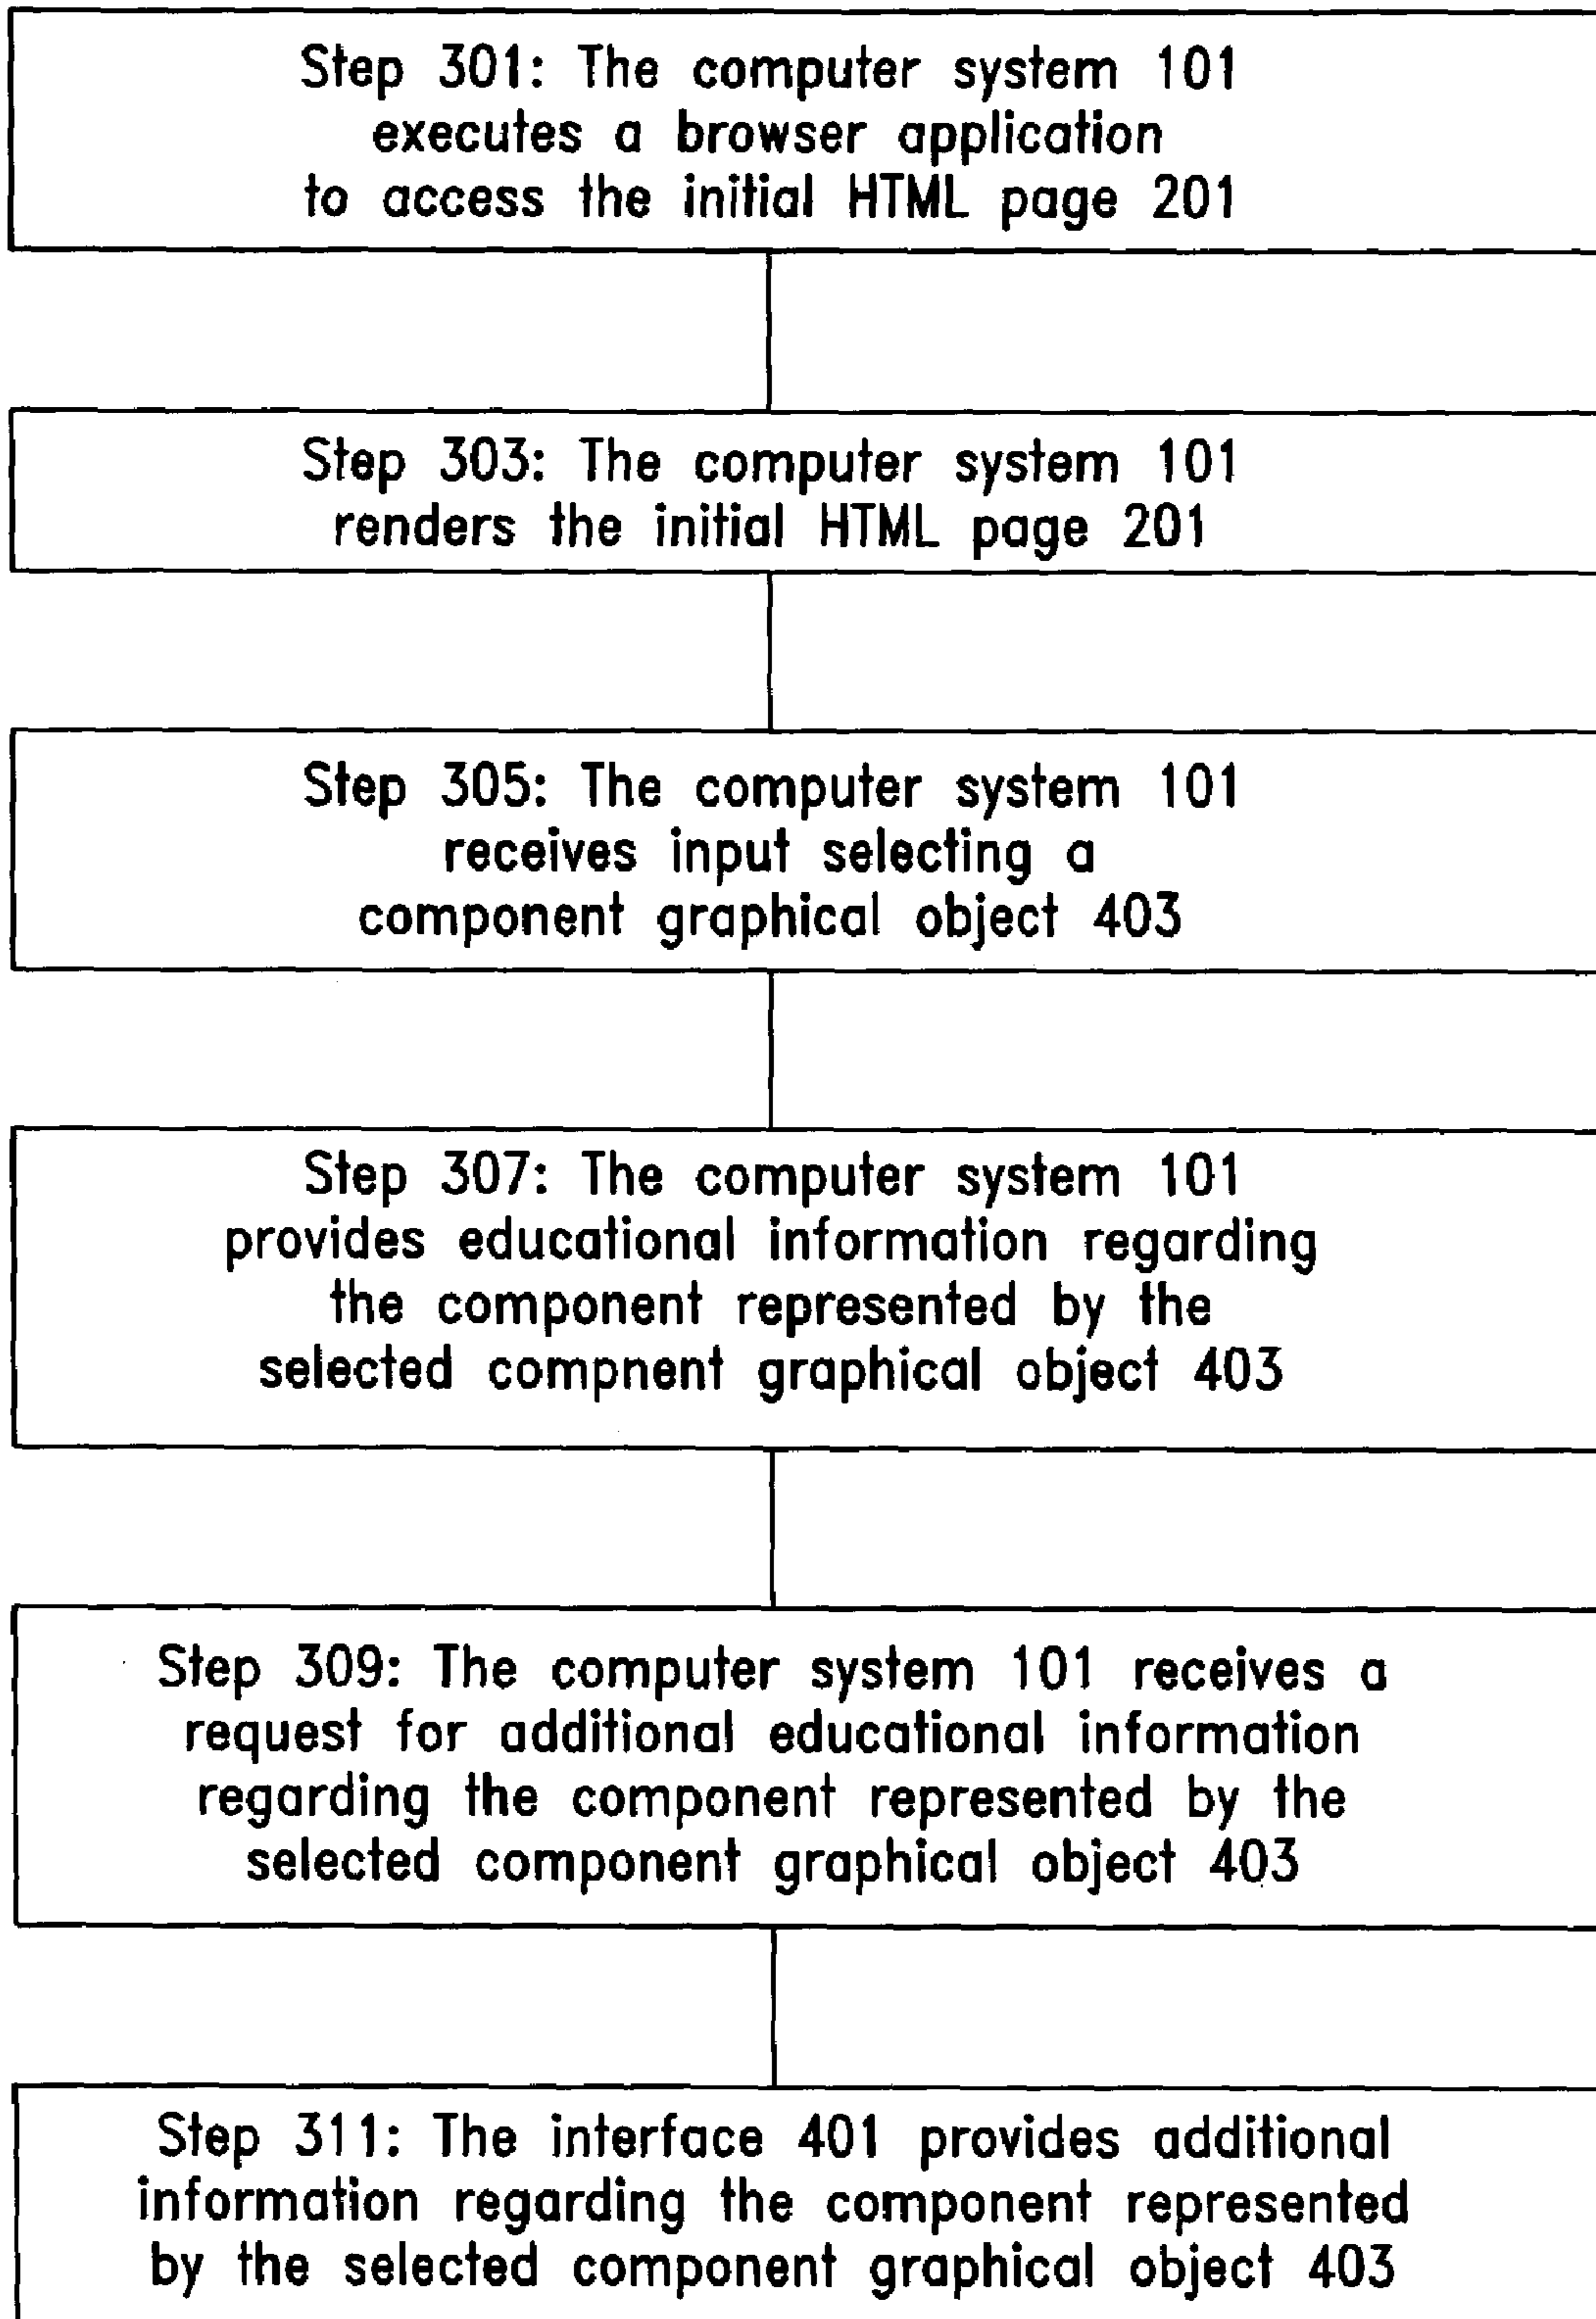 Step 301: The computer system 101
executes a browser application
to access the initial HTML page 201
Step 303: The computer system 101
renders the initial HTML page 201
Step 305: The computer system 101
receives input selecting a
component graphical object 403
Step 307: The computer system 101
provides educational information regarding
the component represented by the
selected compnent graphical object 403
Step 309: The computer system 101 receives a
request for additional educational information
regarding the component represented by the
selected component graphical object 403
Step 311: The interface 401 provides additional
information regarding the component represented
by the selected component graphical object 403